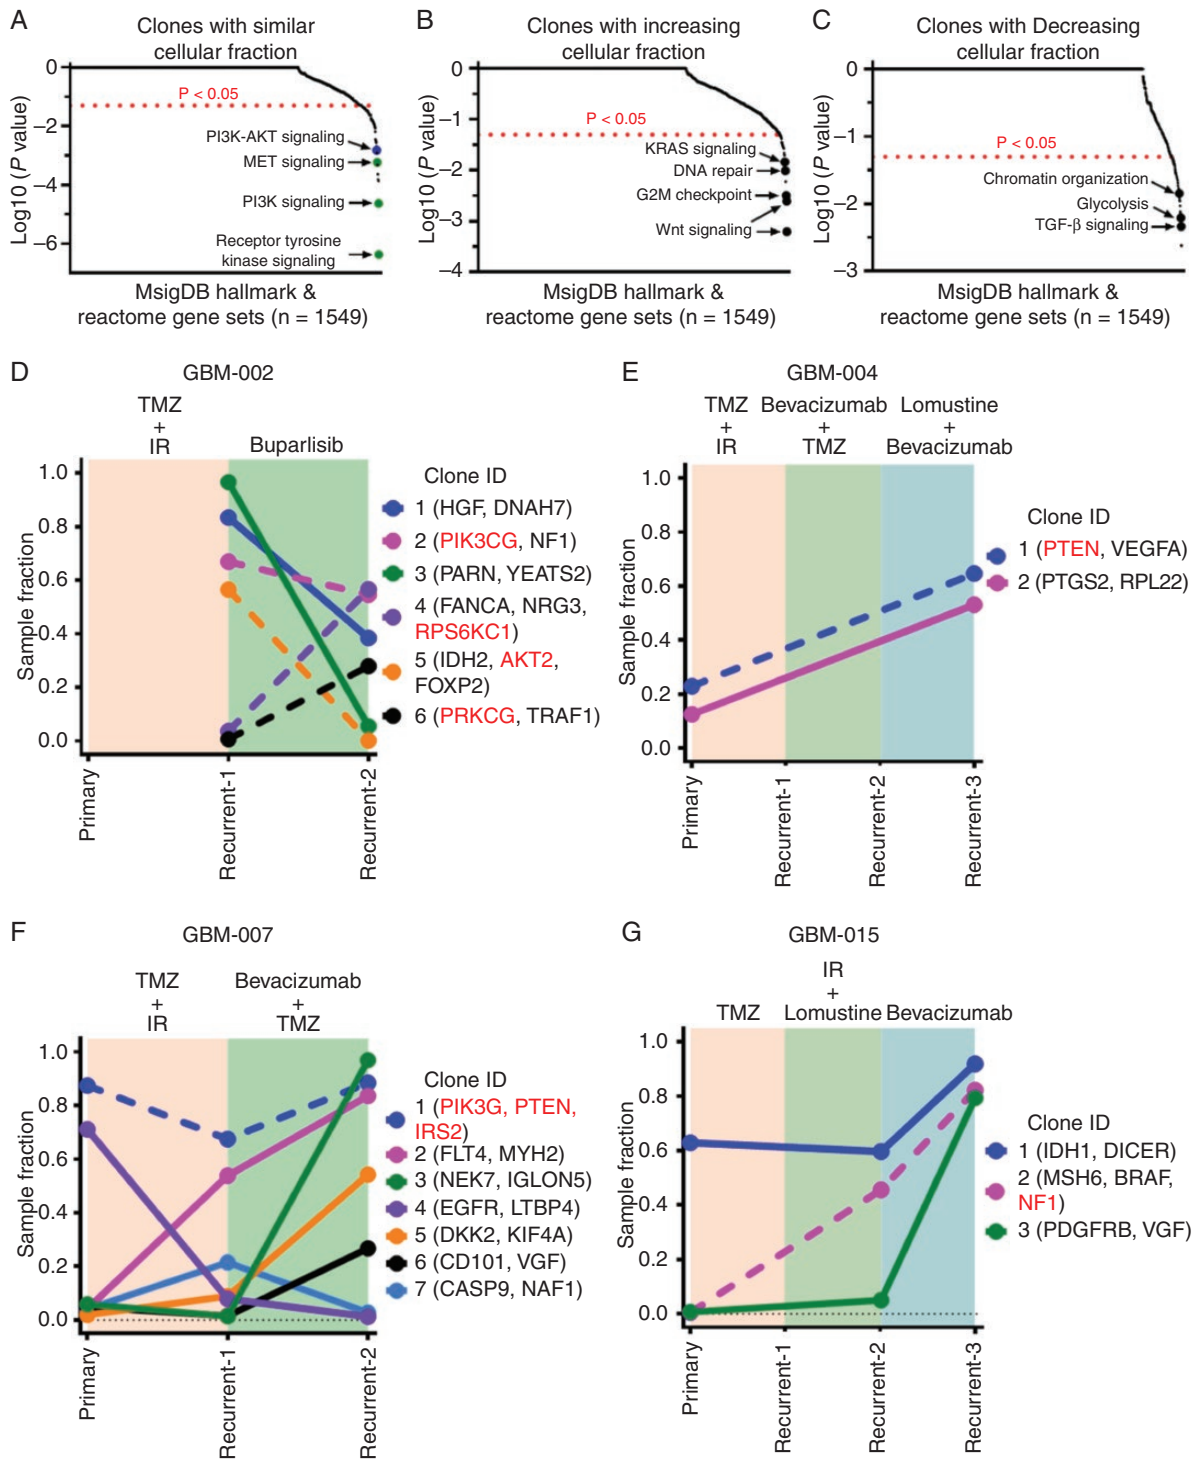 A
Clones with similar
cellular fraction
0
−2
−4
−6
Log10 (P value)
P < 0.05
PI3K-AKT signaling
MET signaling
PI3K signaling
Receptor tyrosine
kinase signaling
MsigDB hallmark &
reactome gene sets (n = 1549)
B
Clones with increasing
cellular fraction
0
−1
−2
−3
−4
Log10 (P value)
P < 0.05
KRAS signaling
DNA repair
G2M checkpoint
Wnt signaling
MsigDB hallmark &
reactome gene sets (n = 1549)
C
Clones with Decreasing
cellular fraction
0
−1
−2
−3
Log10 (P value)
P < 0.05
Chromatin organization
Glycolysis
TGF-β signaling
MsigDB hallmark &
reactome gene sets (n = 1549)
D
GBM-002
TMZ
+
IR
Buparlisib
1.0
0.8
0.6
0.4
0.2
0.0
Sample fraction
Primary
Recurrent-1
Recurrent-2
Clone ID
1 (HGF, DNAH7)
2 (PIK3CG, NF1)
3 (PARN, YEATS2)
4 (FANCA, NRG3,
RPS6KC1)
5 (IDH2, AKT2,
FOXP2)
6 (PRKCG, TRAF1)
E
GBM-004
TMZ
+
IR
Bevacizumab
+
TMZ
Lomustine
+
Bevacizumab
1.0
0.8
0.6
0.4
0.2
0.0
Sample fraction
Primary
Recurrent-1
Recurrent-2
Recurrent-3
Clone ID
1 (PTEN, VEGFA)
2 (PTGS2, RPL22)
F
GBM-007
TMZ
+
IR
Bevacizumab
+
TMZ
1.0
0.8
0.6
0.4
0.2
0.0
Sample fraction
Primary
Recurrent-1
Recurrent-2
Clone ID
1 (PIK3G, PTEN,
IRS2)
2 (FLT4, MYH2)
3 (NEK7, IGLON5)
4 (EGFR, LTBP4)
5 (DKK2, KIF4A)
6 (CD101, VGF)
7 (CASP9, NAF1)
G
GBM-015
TMZ
IR
+
Lomustine
Bevacizumab
1.0
0.8
0.6
0.4
0.2
0.0
Sample fraction
Primary
Recurrent-1
Recurrent-2
Recurrent-3
Clone ID
1 (IDH1, DICER)
2 (MSH6, BRAF,
NF1)
3 (PDGFRB, VGF)